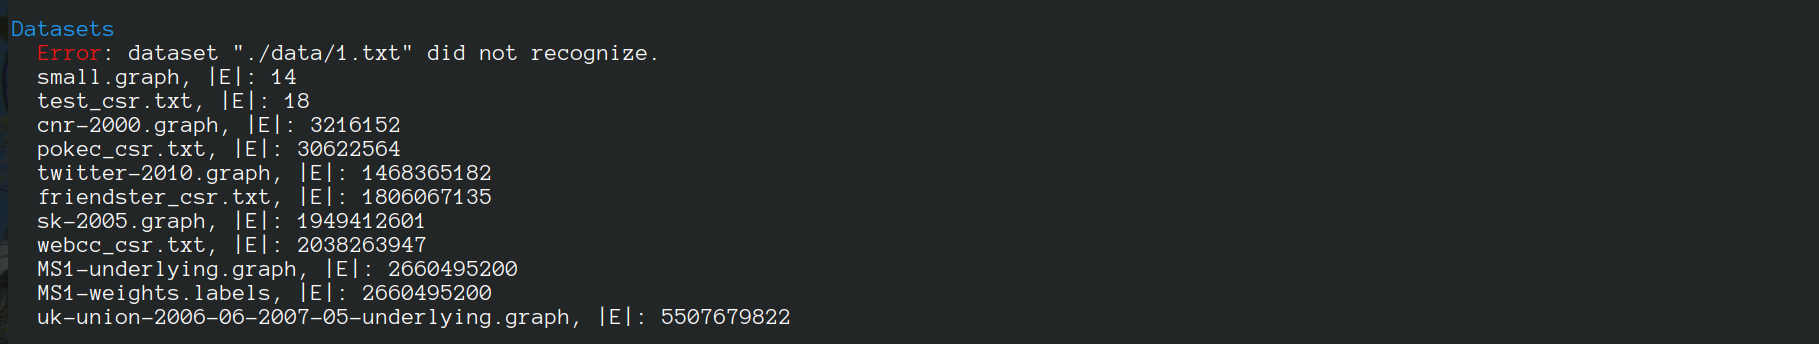 Datasets
Error: dataset "./data/1.txt" did not recognize.
small.graph, |E|: 14
test_csr.txt, |E|: 18
cnr-2000.graph, |E|: 3216152
pokec_csr.txt, |E|: 30622564
twitter-2010.graph, |E|: 1468365182
friendster_csr.txt, |E|: 1806067135
sk-2005.graph, |E|: 1949412601
webcc_csr.txt, |E|: 2038263947
MS1-underlying.graph, |E|: 2660495200
MS1-weights.labels, |E|: 2660495200
uk-union-2006-06-2007-05-underlying.graph, |E|: 5507679822